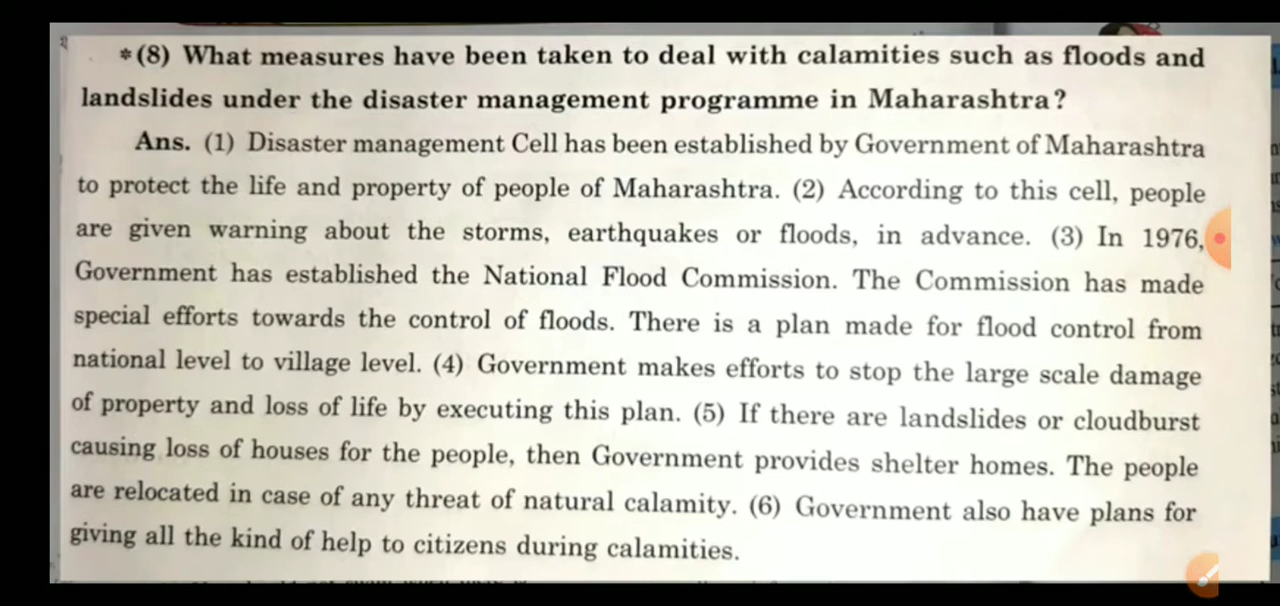 *(8) What measures have been taken to deal with calamities such as floods and
landslides under the disaster management programme in Maharashtra?
Ans. (1) Disaster management Cell has been established by Government of Maharashtra
to protect the life and property of people of Maharashtra. (2) According to this cell, people
are given warning about the storms, earthquakes or floods, in advance. (3) In 1976,
Government has established the National Flood Commission. The Commission has made
special efforts towards the control of floods. There is a plan made for flood control from
national level to village level. (4) Government makes efforts to stop the large scale damage
of property and loss of life by executing this plan. (5) If there are landslides or cloudburst
causing loss of houses for the people, then Government provides shelter homes. The people
are relocated in case of any threat of natural calamity. (6) Government also have plans for
giving all the kind of help to citizens during calamities.